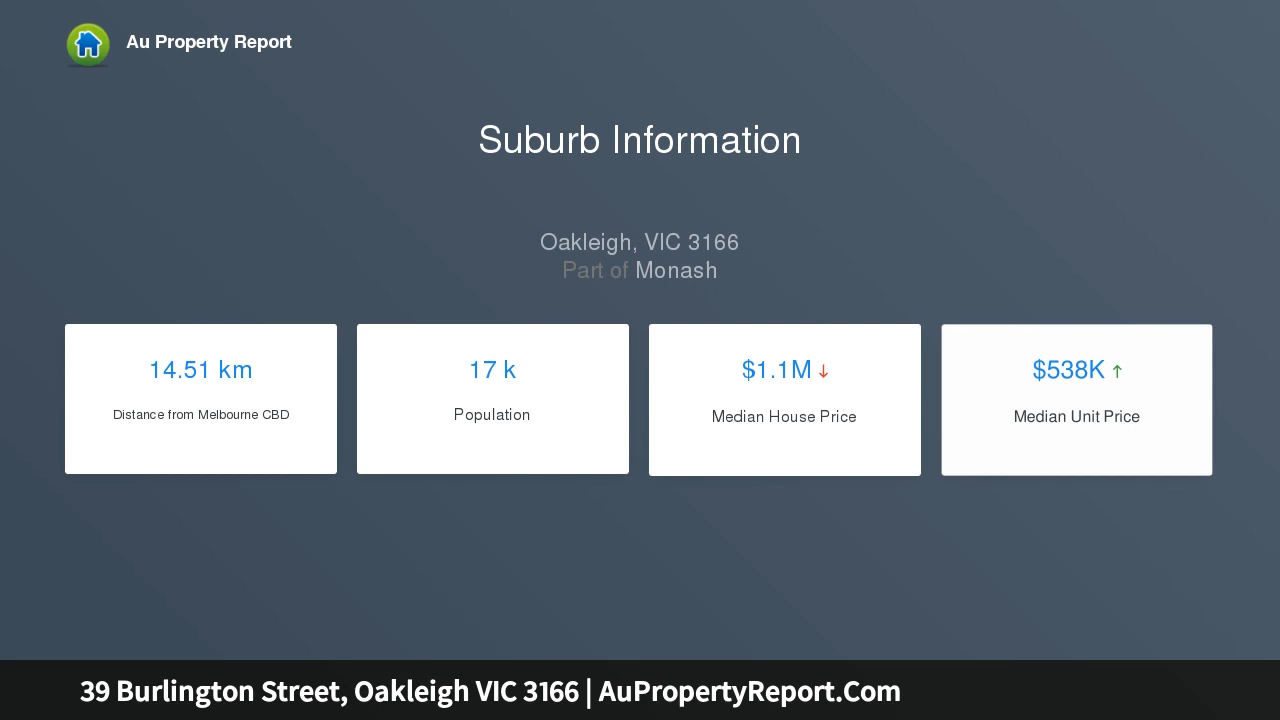 Au Property Report
Suburb Information
Oakleigh, VIC 3166
Part of Monash
14.51 km
Distance from Melbourne CBD
17 k
Population
$1.1M ↓
Median House Price
$538K ↑
Median Unit Price
39 Burlington Street, Oakleigh VIC 3166 | AuPropertyReport.Com